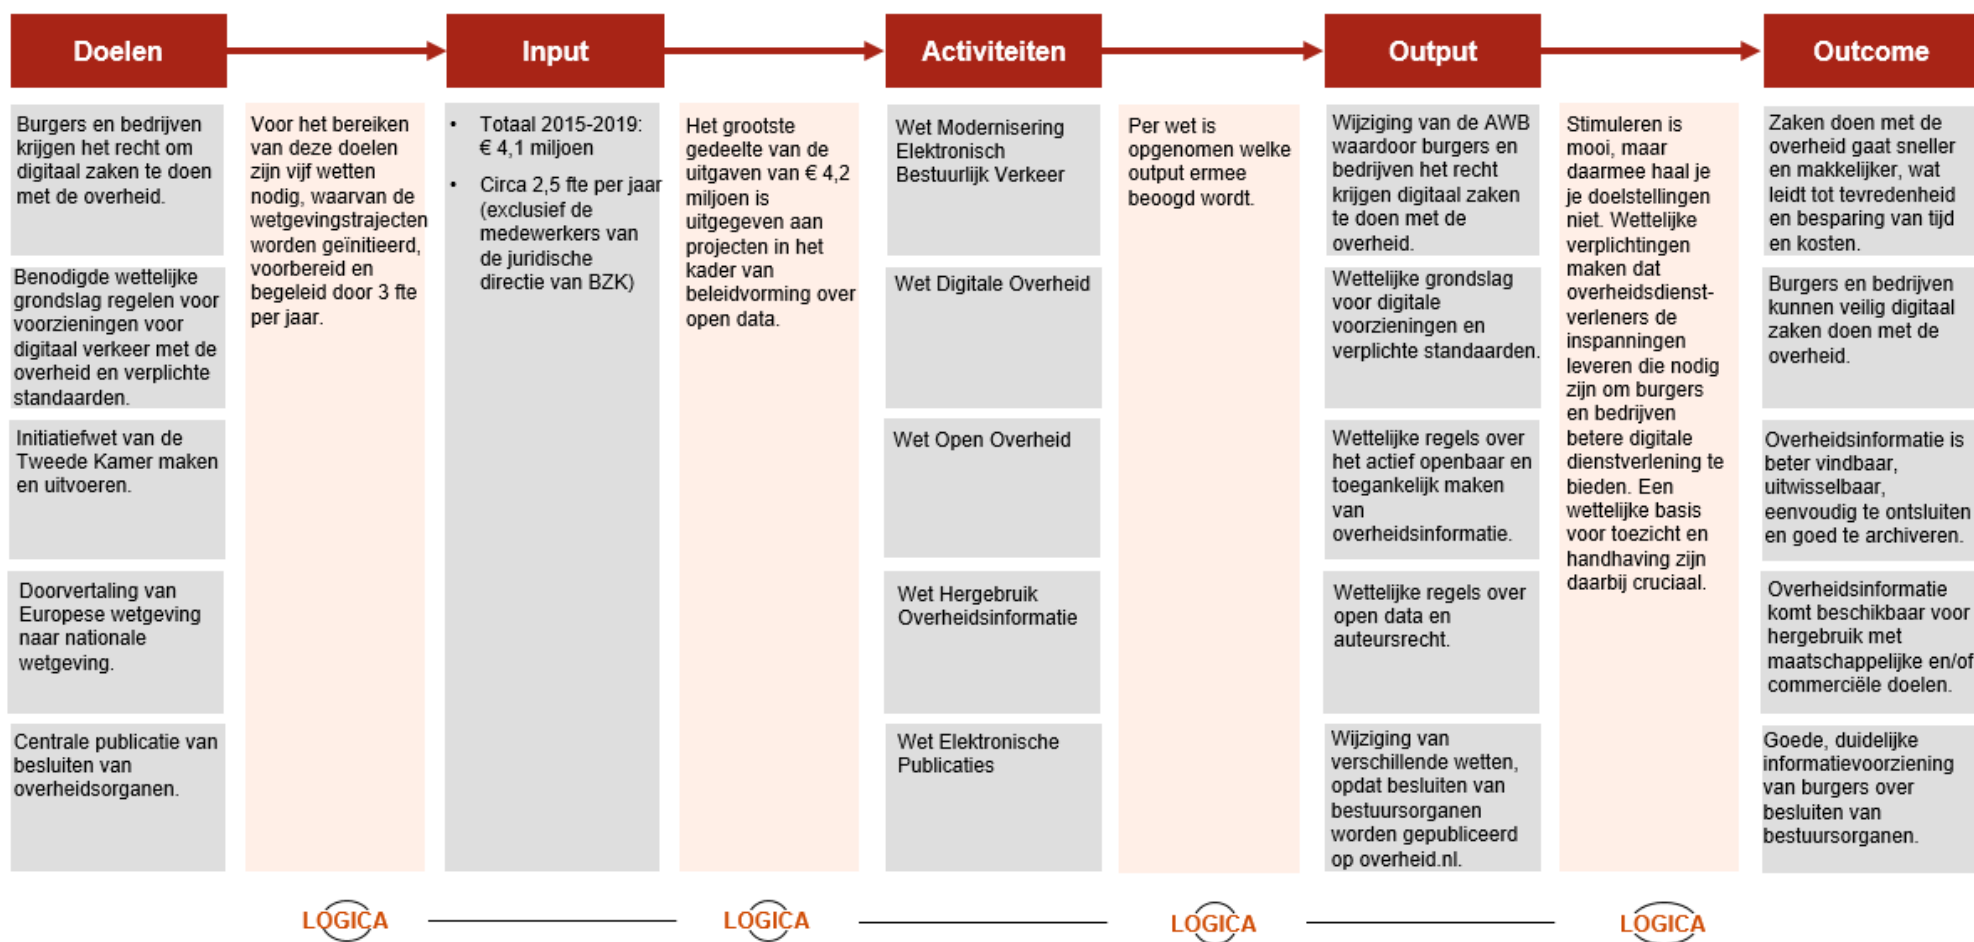 Doelen
Input
Activiteiten
Output
Outcome
Burgers en bedrijven
krijgen het recht om
digitaal zaken te doen
met de overheid.
Benodigde wettelijke
grondslag regelen voor
voorzieningen voor
digitaal verkeer met de
overheid en verplichte
standaarden.
Initiatiefwet van de
Tweede Kamer maken
en uitvoeren.
Doorvertaling van
Europese wetgeving
naar nationale
wetgeving.
Centrale publicatie van
besluiten van
overheidsorganen.
Voor het bereiken
van deze doelen
zijn vijf wetten
nodig, waarvan de
wetgevingstrajecten
worden geïnitieerd,
voorbereid en
begeleid door 3 fte
per jaar.
• Totaal 2015-2019:
€ 4,1 miljoen
• Circa 2,5 fte per jaar
(exclusief de
medewerkers van
de juridische
directie van BZK)
Het grootste
gedeelte van de
uitgaven van € 4,2
miljoen is
uitgegeven aan
projecten in het
kader van
beleidvorming over
open data.
Wet Modernisering
Elektronisch
Bestuurlijk Verkeer
Wet Digitale Overheid
Wet Open Overheid
Wet Hergebruik
Overheidsinformatie
Wet Elektronische
Publicaties
Per wet is
opgenomen welke
output ermee
beoogd wordt.
Wijziging van de AWB
waardoor burgers en
bedrijven het recht
krijgen digitaal zaken
te doen met de
overheid.
Wettelijke grondslag
voor digitale
voorzieningen en
verplichte standaarden.
Wettelijke regels over
het actief openbaar en
toegankelijk maken
van
overheidsinformatie.
Wettelijke regels over
open data en
auteursrecht.
Wijziging van
verschillende wetten,
opdat besluiten van
bestuursorganen
worden gepubliceerd
op overheid.nl.
Stimuleren is
mooi, maar
daarmee haal je
je doelstellingen
niet. Wettelijke
verplichtingen
maken dat
overheidsdienst-
verleners de
inspanningen
leveren die nodig
zijn om burgers
en bedrijven
betere digitale
dienstverlening te
bieden. Een
wettelijke basis
voor toezicht en
handhaving zijn
daarbij cruciaal.
Zaken doen met de
overheid gaat sneller
en makkelijker, wat
leidt tot tevredenheid
en besparing van tijd
en kosten.
Burgers en bedrijven
kunnen veilig digitaal
zaken doen met de
overheid.
Overheidsinformatie is
beter vindbaar,
uitwisselbaar,
eenvoudig te ontsluiten
en goed te archiveren.
Overheidsinformatie
komt beschikbaar voor
hergebruik met
maatschappelijke en/of
commerciële doelen.
Goede, duidelijke
informatievoorziening
van burgers over
besluiten van
bestuursorganen.
LOGICA
LOGICA
LOGICA
LOGICA